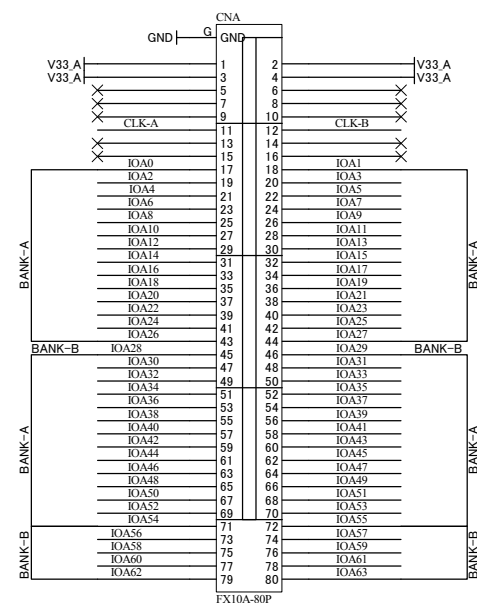 CNA
GND G GND
V33_A 1 2 V33_A
V33_A 3 4 V33_A
5 6
7 8
9 10
CLK-A 11 12 CLK-B
13 14
15 16
IOA0 17 18 IOA1
IOA2 19 20 IOA3
IOA4 21 22 IOA5
IOA6 23 24 IOA7
IOA8 25 26 IOA9
IOA10 27 28 IOA11
IOA12 29 30 IOA13
IOA14 31 32 IOA15
IOA16 33 34 IOA17
IOA18 35 36 IOA19
IOA20 37 38 IOA21
IOA22 39 40 IOA23
IOA24 41 42 IOA25
IOA26 43 44 IOA27
BANK-A BANK-A
BANK-B IOA28 45 46 IOA29 BANK-B
IOA30 47 48 IOA31
IOA32 49 50 IOA33
IOA34 51 52 IOA35
IOA36 53 54 IOA37
IOA38 55 56 IOA39
IOA40 57 58 IOA41
IOA42 59 60 IOA43
IOA44 61 62 IOA45
IOA46 63 64 IOA47
IOA48 65 66 IOA49
IOA50 67 68 IOA51
IOA52 69 70 IOA53
IOA54 71 72 IOA55
BANK-A BANK-A
IOA56 73 74 IOA57
IOA58 75 76 IOA59
IOA60 77 78 IOA61
IOA62 79 80 IOA63
BANK-B BANK-B
FX10A-80P